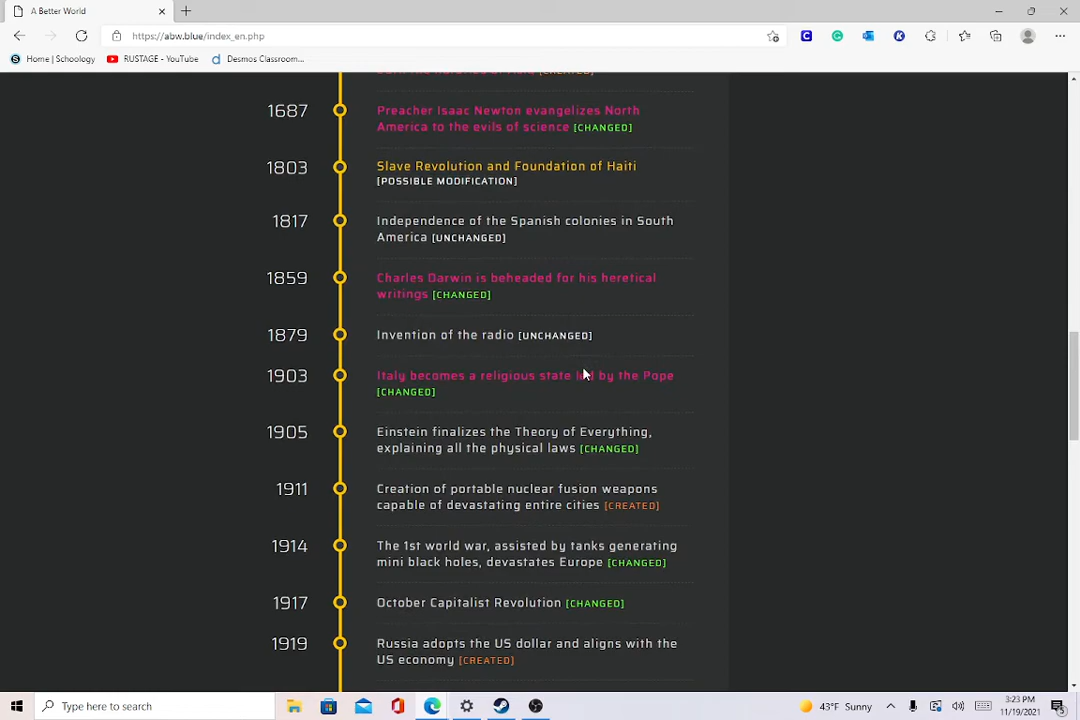 A Better World
https://abw.blue/index_en.php
Home | Schoology
RUSTAGE - YouTube
Desmos Classroom...
1687
Preacher Isaac Newton evangelizes North
America to the evils of science [CHANGED]
1803
Slave Revolution and Foundation of Haiti
[POSSIBLE MODIFICATION]
1817
Independence of the Spanish colonies in South
America [UNCHANGED]
1859
Charles Darwin is beheaded for his heretical
writings [CHANGED]
1879
Invention of the radio [UNCHANGED]
1903
Italy becomes a religious state led by the Pope
[CHANGED]
1905
Einstein finalizes the Theory of Everything,
explaining all the physical laws [CHANGED]
1911
Creation of portable nuclear fusion weapons
capable of devastating entire cities [CREATED]
1914
The 1st world war, assisted by tanks generating
mini black holes, devastates Europe [CHANGED]
1917
October Capitalist Revolution [CHANGED]
1919
Russia adopts the US dollar and aligns with the
US economy [CREATED]
Type here to search
43°F Sunny
3:23 PM
11/19/2021